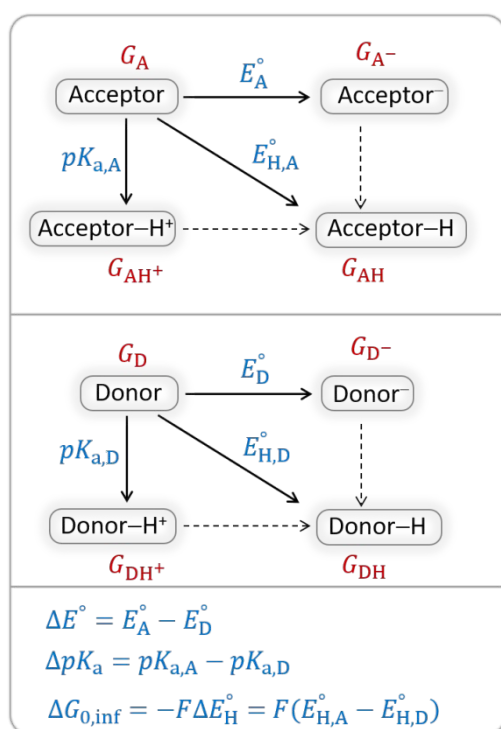 G_A E°_A G_A−
Acceptor Acceptor⁻
pK_a,A E°_H,A
Acceptor–H⁺ Acceptor–H
G_AH+ G_AH
G_D E°_D G_D−
Donor Donor⁻
pK_a,D E°_H,D
Donor–H⁺ Donor–H
G_DH+ G_DH
ΔE° = E°_A − E°_D
ΔpK_a = pK_a,A − pK_a,D
ΔG_0,inf = −FΔE°_H = F(E°_H,A − E°_H,D)